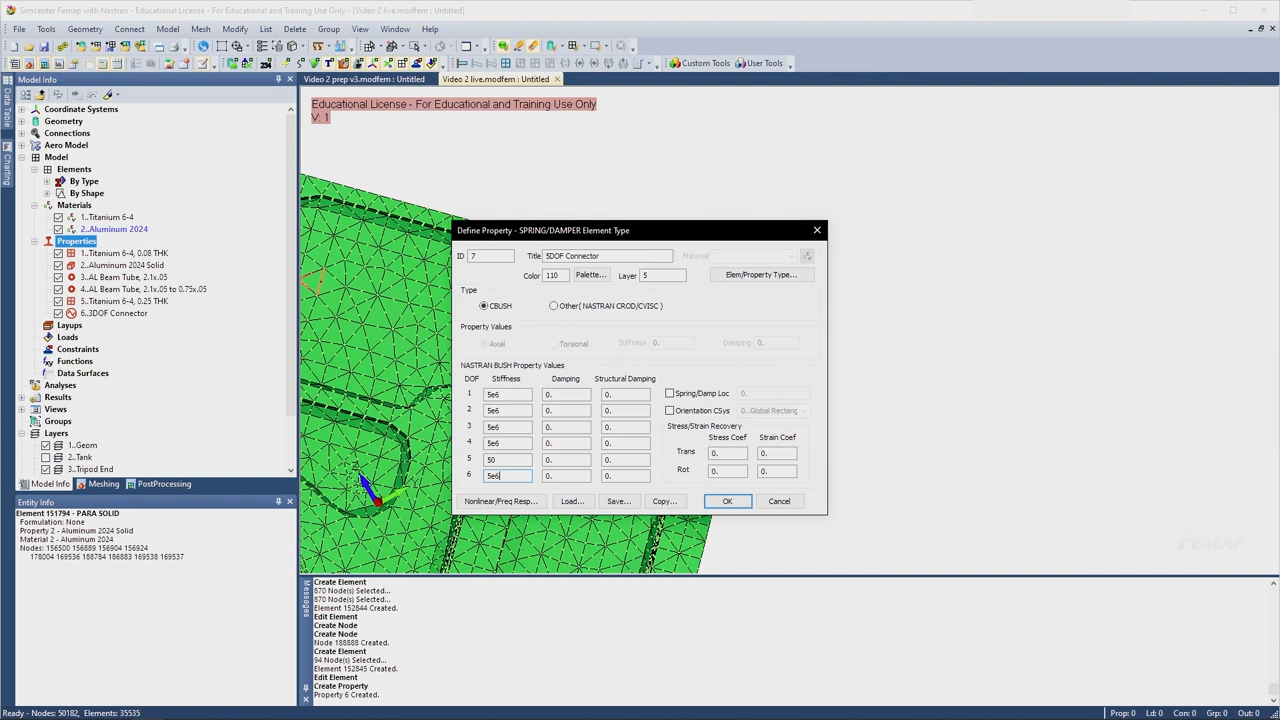 Simcenter Femap with Nastran - Educational License - For Educational and Training Use Only - [Video 2 live.modfem : Untitled]
File Tools Geometry Connect Model Mesh Modify List Delete Group View Window Help
Custom Tools User Tools
Model Info
Video 2 prep v3.modfem : Untitled Video 2 live.modfem : Untitled
Data Table
Charting
Coordinate Systems
Geometry
Connections
Aero Model
Model
Elements
By Type
By Shape
Materials
1..Titanium 6-4
2..Aluminum 2024
Properties
1..Titanium 6-4, 0.08 THK
2..Aluminum 2024 Solid
3..AL Beam Tube, 2.1x.05
4..AL Beam Tube, 2.1x.05 to 0.75x.05
5..Titanium 6-4, 0.25 THK
6..3DOF Connector
Layups
Loads
Constraints
Functions
Data Surfaces
Analyses
Results
Views
Groups
Layers
1..Geom
2..Tank
3..Tripod End
Model Info Meshing PostProcessing
Entity Info
Element 151794 - PARA SOLID
Formulation: None
Property 2 - Aluminum 2024 Solid
Material 2 - Aluminum 2024
Nodes: 156500 156889 156904 156924
178004 169536 188784 186883 169538 169537
Educational License - For Educational and Training Use Only
V: 1
Define Property - SPRING/DAMPER Element Type
ID 7 Title 5DOF Connector Material
Color 110 Palette... Layer 5 Elem/Property Type...
Type
CBUSH Other( NASTRAN CROD/CVISC )
Property Values
Axial Torsional Stiffness 0. Damping 0.
NASTRAN BUSH Property Values
DOF Stiffness Damping Structural Damping
1 5e6 0. 0. Spring/Damp Loc 0.
2 5e6 0. 0. Orientation CSys 0..Global Rectang
3 5e6 0. 0. Stress/Strain Recovery
Stress Coef Strain Coef
4 5e6 0. 0. Trans 0. 0.
5 50 0. 0. Rot 0. 0.
6 5e6 0. 0.
Nonlinear/Freq Resp... Load... Save... Copy... OK Cancel
FEMAP
Messages
Create Element
870 Node(s) Selected...
870 Node(s) Selected...
Element 152844 Created.
Edit Element
Create Node
Create Node
Node 188888 Created.
Create Element
94 Node(s) Selected...
Element 152845 Created.
Edit Element
Create Property
Property 6 Created.
Ready - Nodes: 50182, Elements: 35535
Prop: 0 Ld: 0 Con: 0 Grp: 0 Out: 0